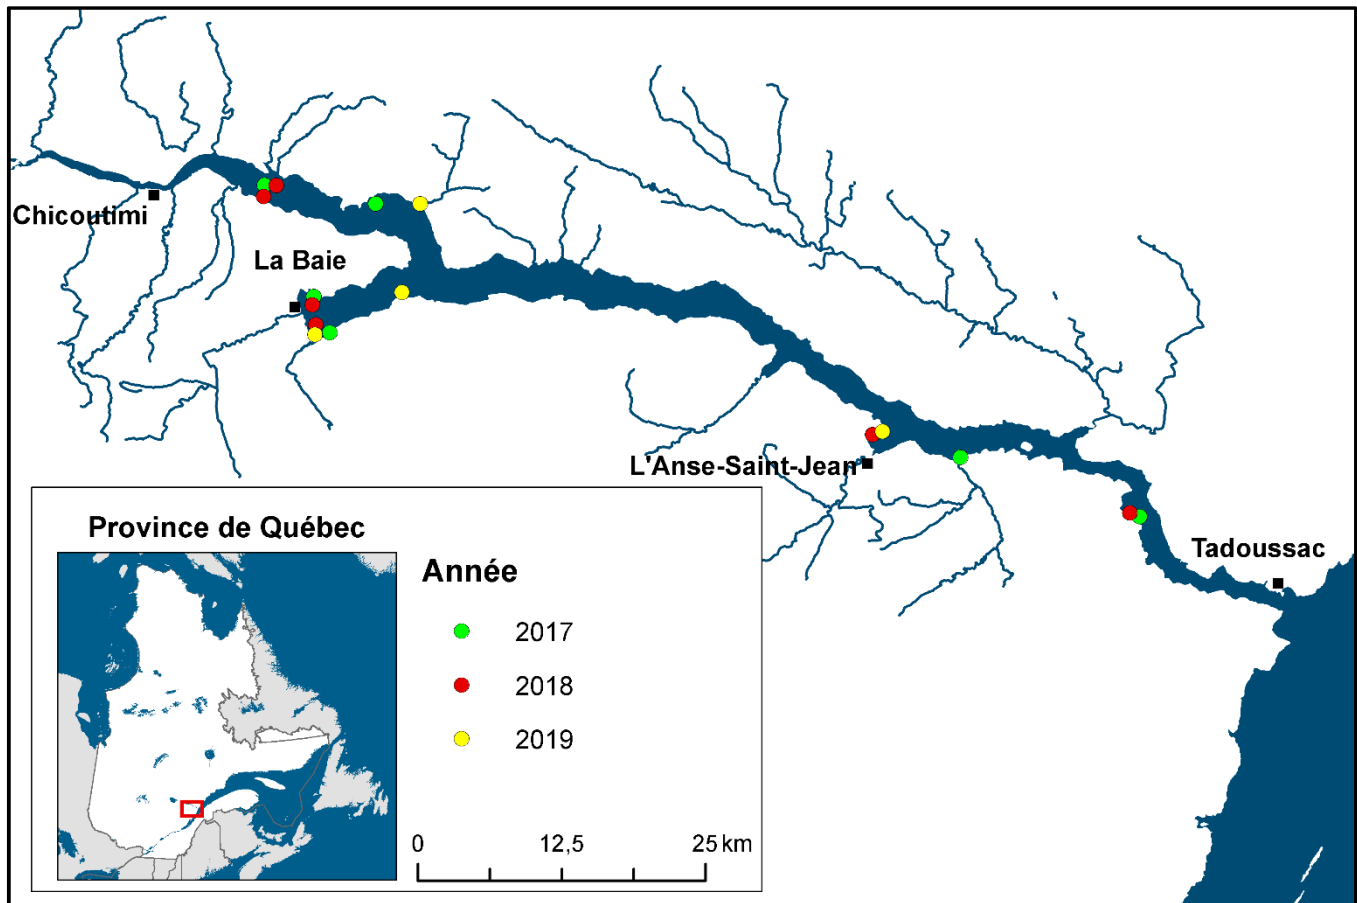 Chicoutimi
La Baie
L'Anse-Saint-Jean
Tadoussac
Province de Québec
Année
2017
2018
2019
0 12,5 25 km